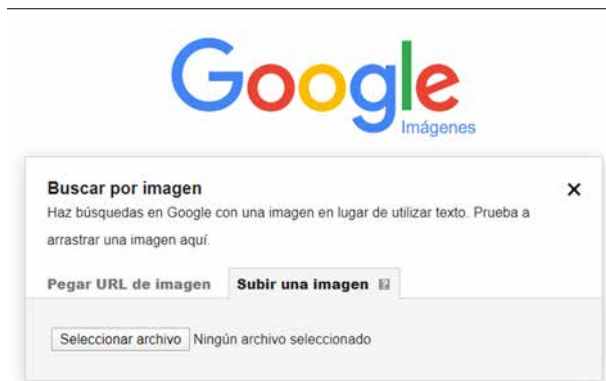 Google
Imágenes
Buscar por imagen
Haz búsquedas en Google con una imagen en lugar de utilizar texto. Prueba a
arrastrar una imagen aquí.
Pegar URL de imagen Subir una imagen
Seleccionar archivo Ningún archivo seleccionado